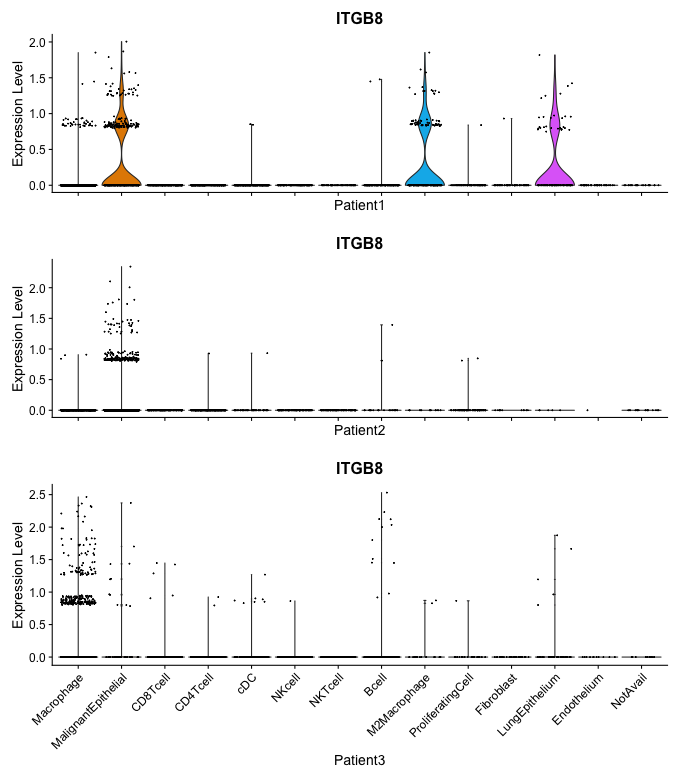 ITGB8
Expression Level
2.0
1.5
1.0
0.5
0.0
Patient1
ITGB8
Expression Level
2.0
1.5
1.0
0.5
0.0
Patient2
ITGB8
Expression Level
2.5
2.0
1.5
1.0
0.5
0.0
Macrophage
MalignantEpithelial
CD8Tcell
CD4Tcell
cDC
NKcell
NKTcell
Bcell
M2Macrophage
ProliferatingCell
Fibroblast
LungEpithelium
Endothelium
NotAvail
Patient3